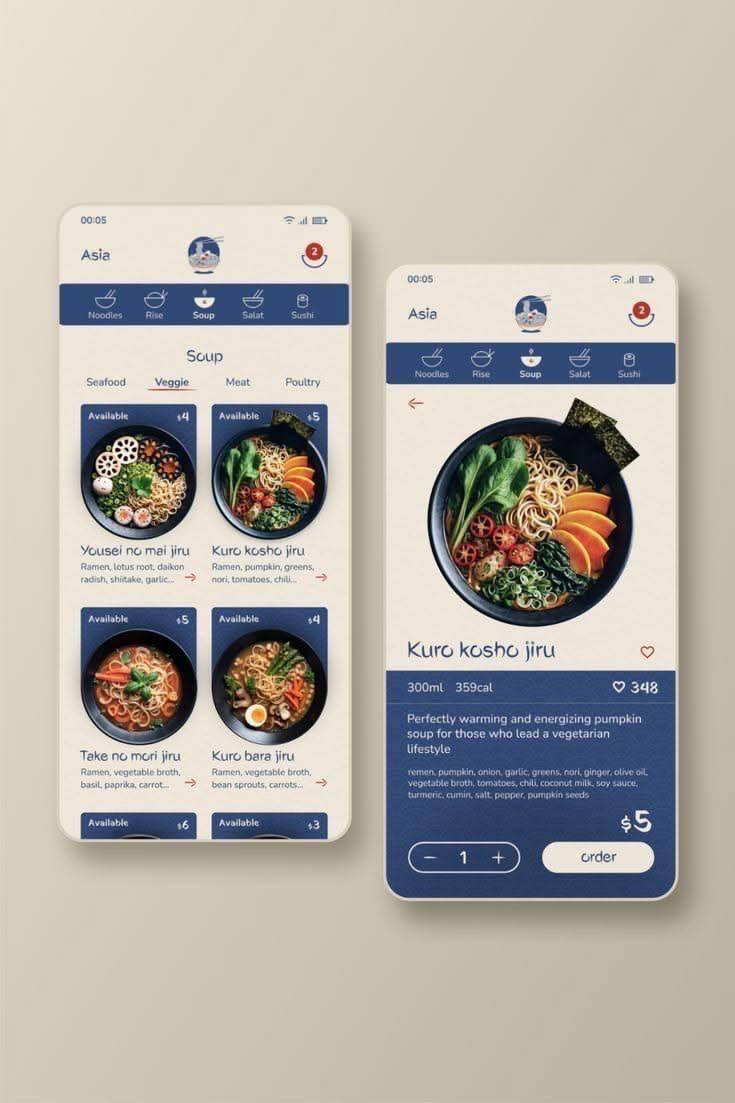 00:05
Asia
2
Noodles Rise Soup Salat Sushi
Soup
Seafood Veggie Meat Poultry
Available $4
Available $5
Yousei no mai jiru
Ramen, lotus root, daikon
radish, shiitake, garlic...
Kuro kosho jiru
Ramen, pumpkin, greens,
nori, tomatoes, chili...
Available $5
Available $4
Take no mori jiru
Ramen, vegetable broth,
basil, paprika, carrot...
Kuro bara jiru
Ramen, vegetable broth,
bean sprouts, carrots...
Available $6
Available $3
00:05
Asia
2
Noodles Rise Soup Salat Sushi
Kuro kosho jiru
300ml 359cal
348
Perfectly warming and energizing pumpkin
soup for those who lead a vegetarian
lifestyle
remen, pumpkin, onion, garlic, greens, nori, ginger, olive oil,
vegetable broth, tomatoes, chili, coconut milk, soy sauce,
turmeric, cumin, salt, pepper, pumpkin seeds
$5
1
order